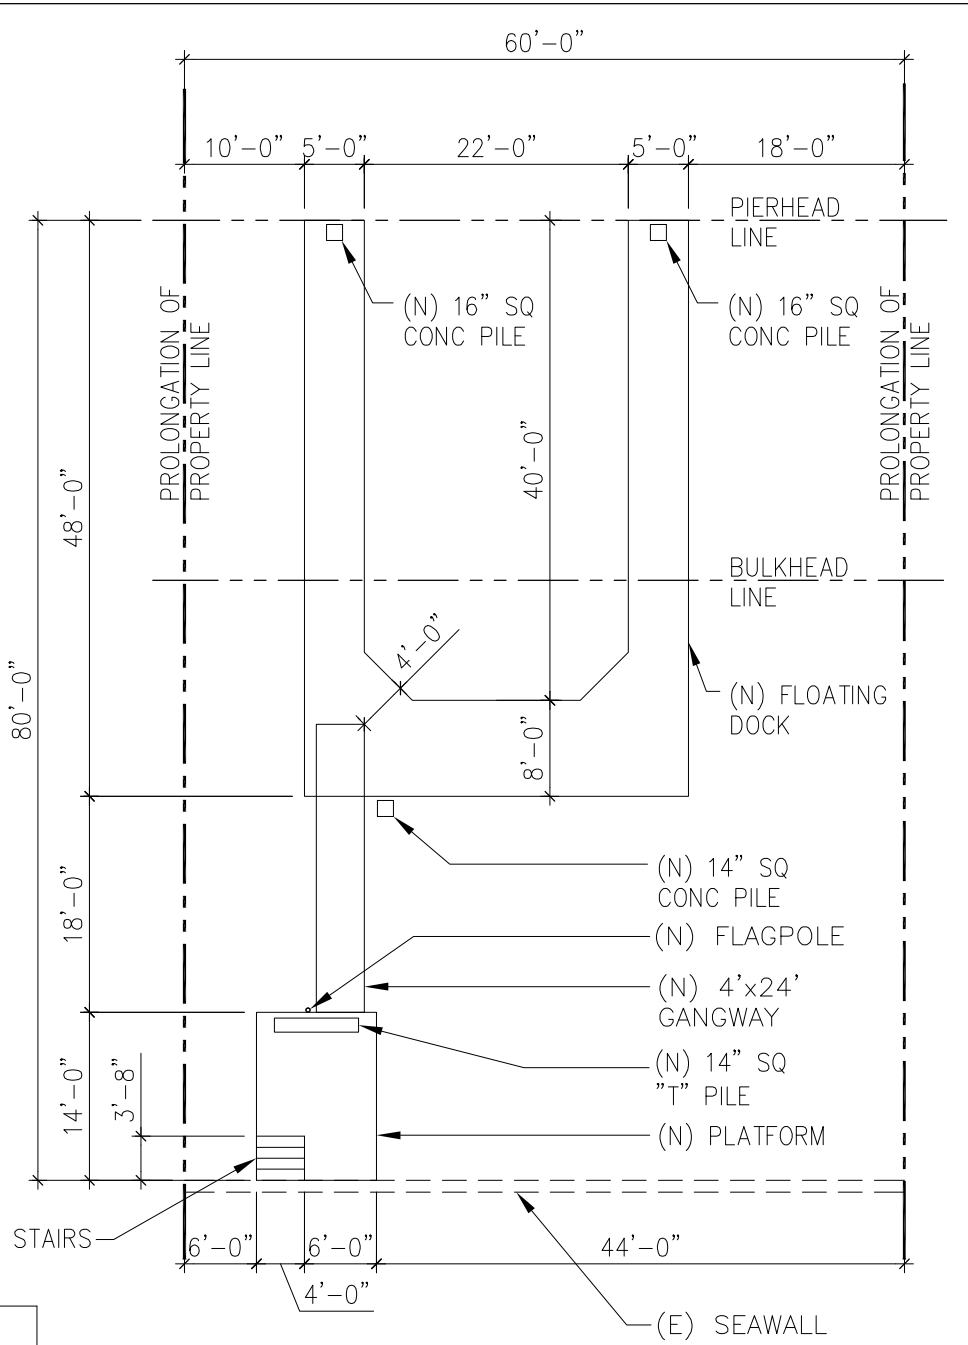 60'-0"
10'-0" 5'-0" 22'-0" 5'-0" 18'-0"
PIERHEAD
LINE
(N) 16" SQ
CONC PILE
(N) 16" SQ
CONC PILE
PROLONGATION OF
PROPERTY LINE
PROLONGATION OF
PROPERTY LINE
48'-0"
40'-0"
BULKHEAD
LINE
4'-0"
80'-0"
(N) FLOATING
DOCK
8'-0"
(N) 14" SQ
CONC PILE
18'-0"
(N) FLAGPOLE
(N) 4'x24'
GANGWAY
(N) 14" SQ
"T" PILE
14'-0"
3'-8"
(N) PLATFORM
STAIRS
6'-0" 6'-0" 44'-0"
4'-0"
(E) SEAWALL